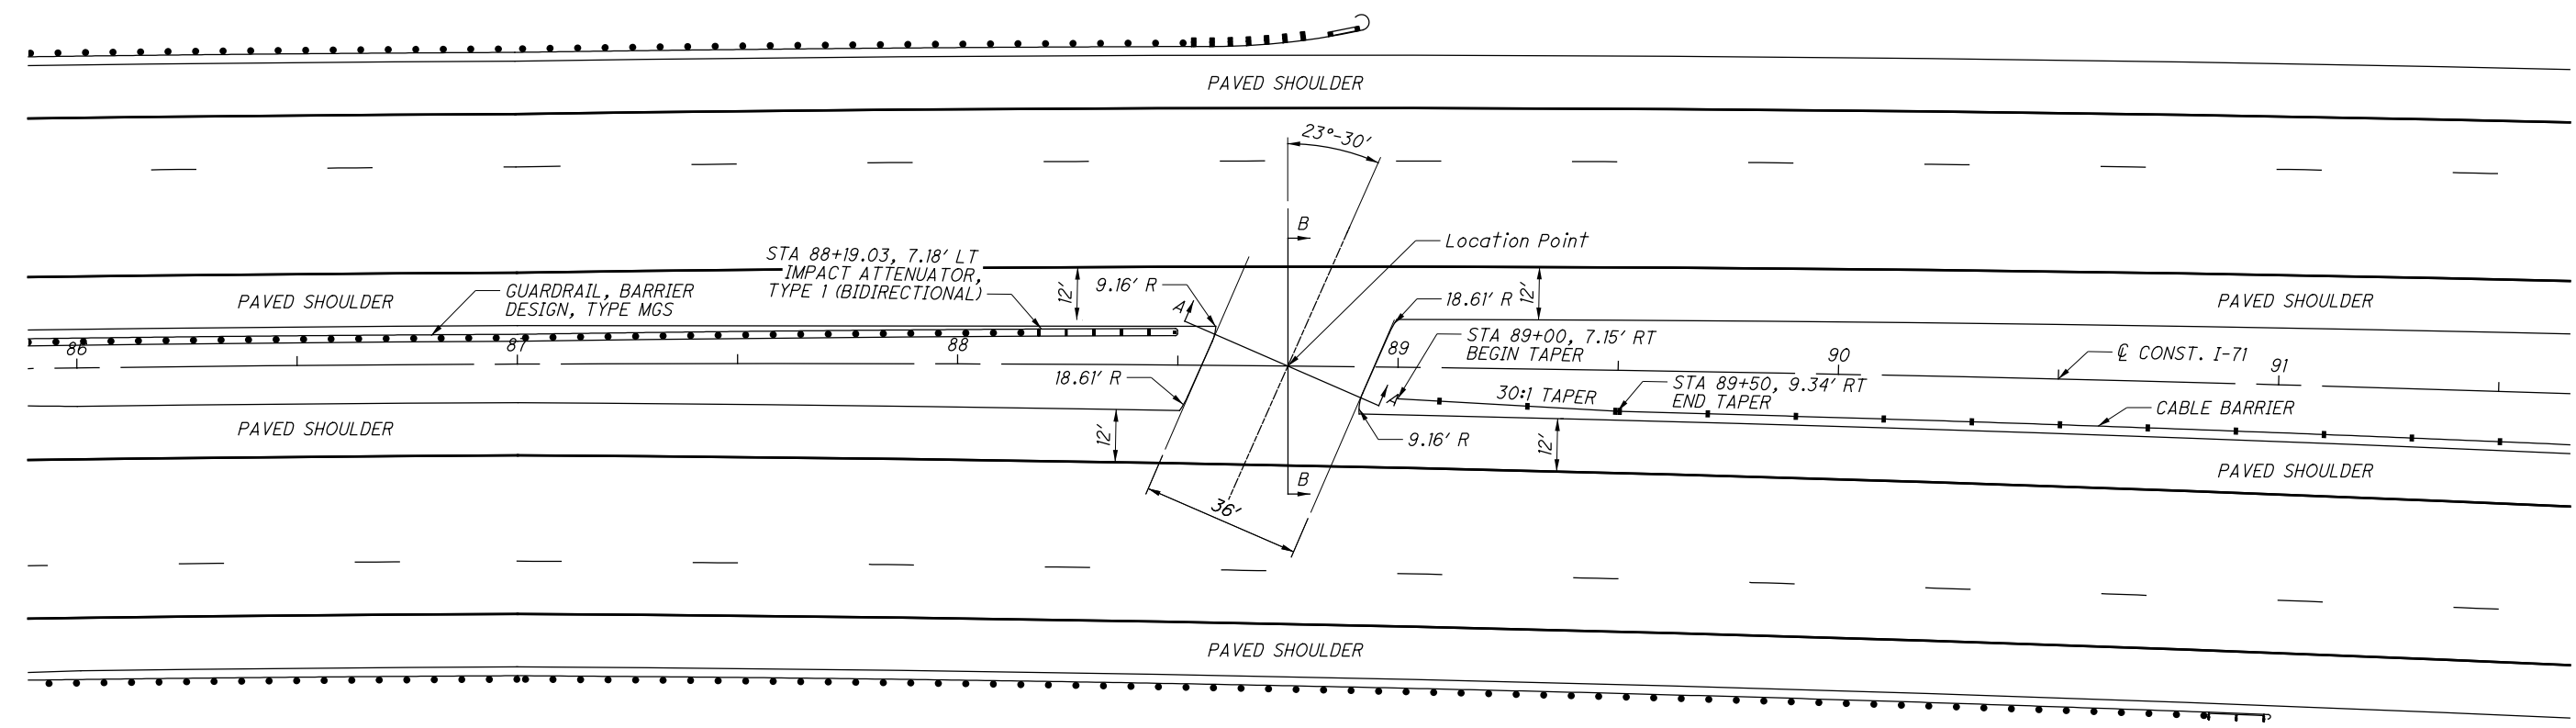 PAVED SHOULDER
23°-30'
B
Location Point
STA 88+19.03, 7.18' LT
IMPACT ATTENUATOR,
TYPE 1 (BIDIRECTIONAL)
12'
9.16' R
A
18.61' R
12'
PAVED SHOULDER
GUARDRAIL, BARRIER
DESIGN, TYPE MGS
PAVED SHOULDER
STA 89+00, 7.15' RT
BEGIN TAPER
86
87
88
89
90
91
℄ CONST. I-71
18.61' R
30:1 TAPER
STA 89+50, 9.34' RT
END TAPER
A
CABLE BARRIER
PAVED SHOULDER
12'
9.16' R
12'
PAVED SHOULDER
B
36'
PAVED SHOULDER